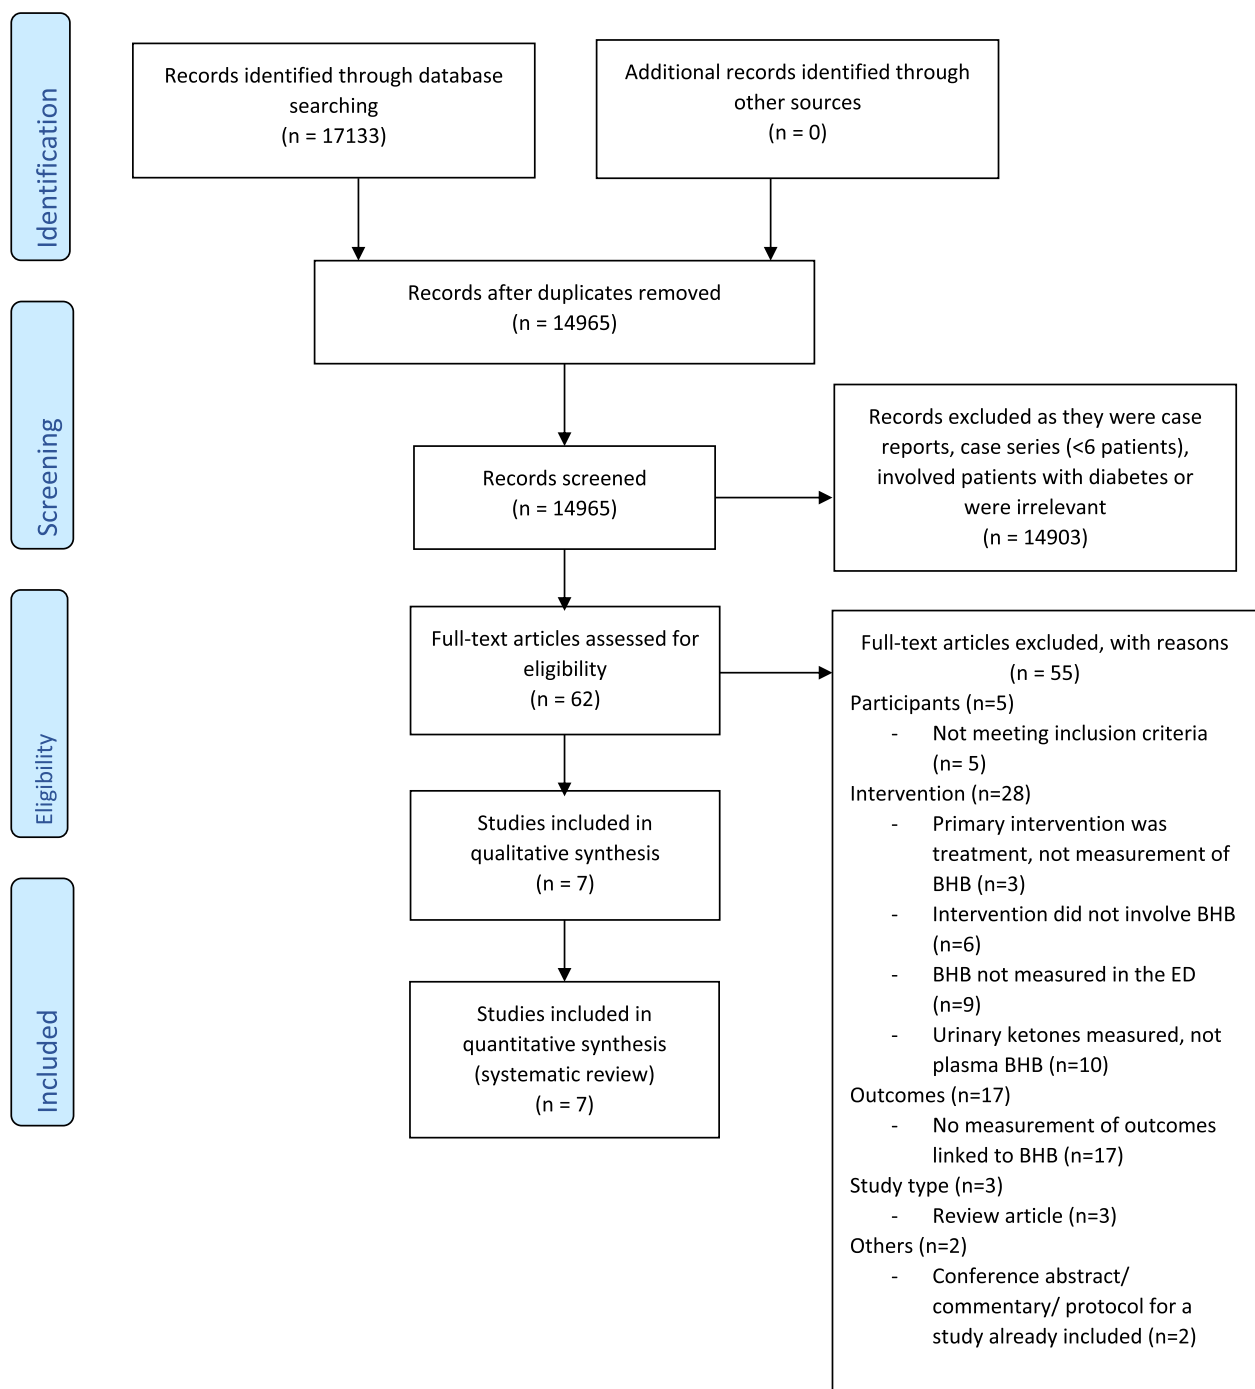 Identification
Records identified through database
searching
(n = 17133)
Additional records identified through
other sources
(n = 0)
Records after duplicates removed
(n = 14965)
Screening
Records screened
(n = 14965)
Records excluded as they were case
reports, case series (<6 patients),
involved patients with diabetes or
were irrelevant
(n = 14903)
Eligibility
Full-text articles assessed for
eligibility
(n = 62)
Full-text articles excluded, with reasons
(n = 55)
Participants (n=5)
- Not meeting inclusion criteria
(n= 5)
Intervention (n=28)
- Primary intervention was
treatment, not measurement of
BHB (n=3)
- Intervention did not involve BHB
(n=6)
- BHB not measured in the ED
(n=9)
- Urinary ketones measured, not
plasma BHB (n=10)
Outcomes (n=17)
- No measurement of outcomes
linked to BHB (n=17)
Study type (n=3)
- Review article (n=3)
Others (n=2)
- Conference abstract/
commentary/ protocol for a
study already included (n=2)
Studies included in
qualitative synthesis
(n = 7)
Included
Studies included in
quantitative synthesis
(systematic review)
(n = 7)